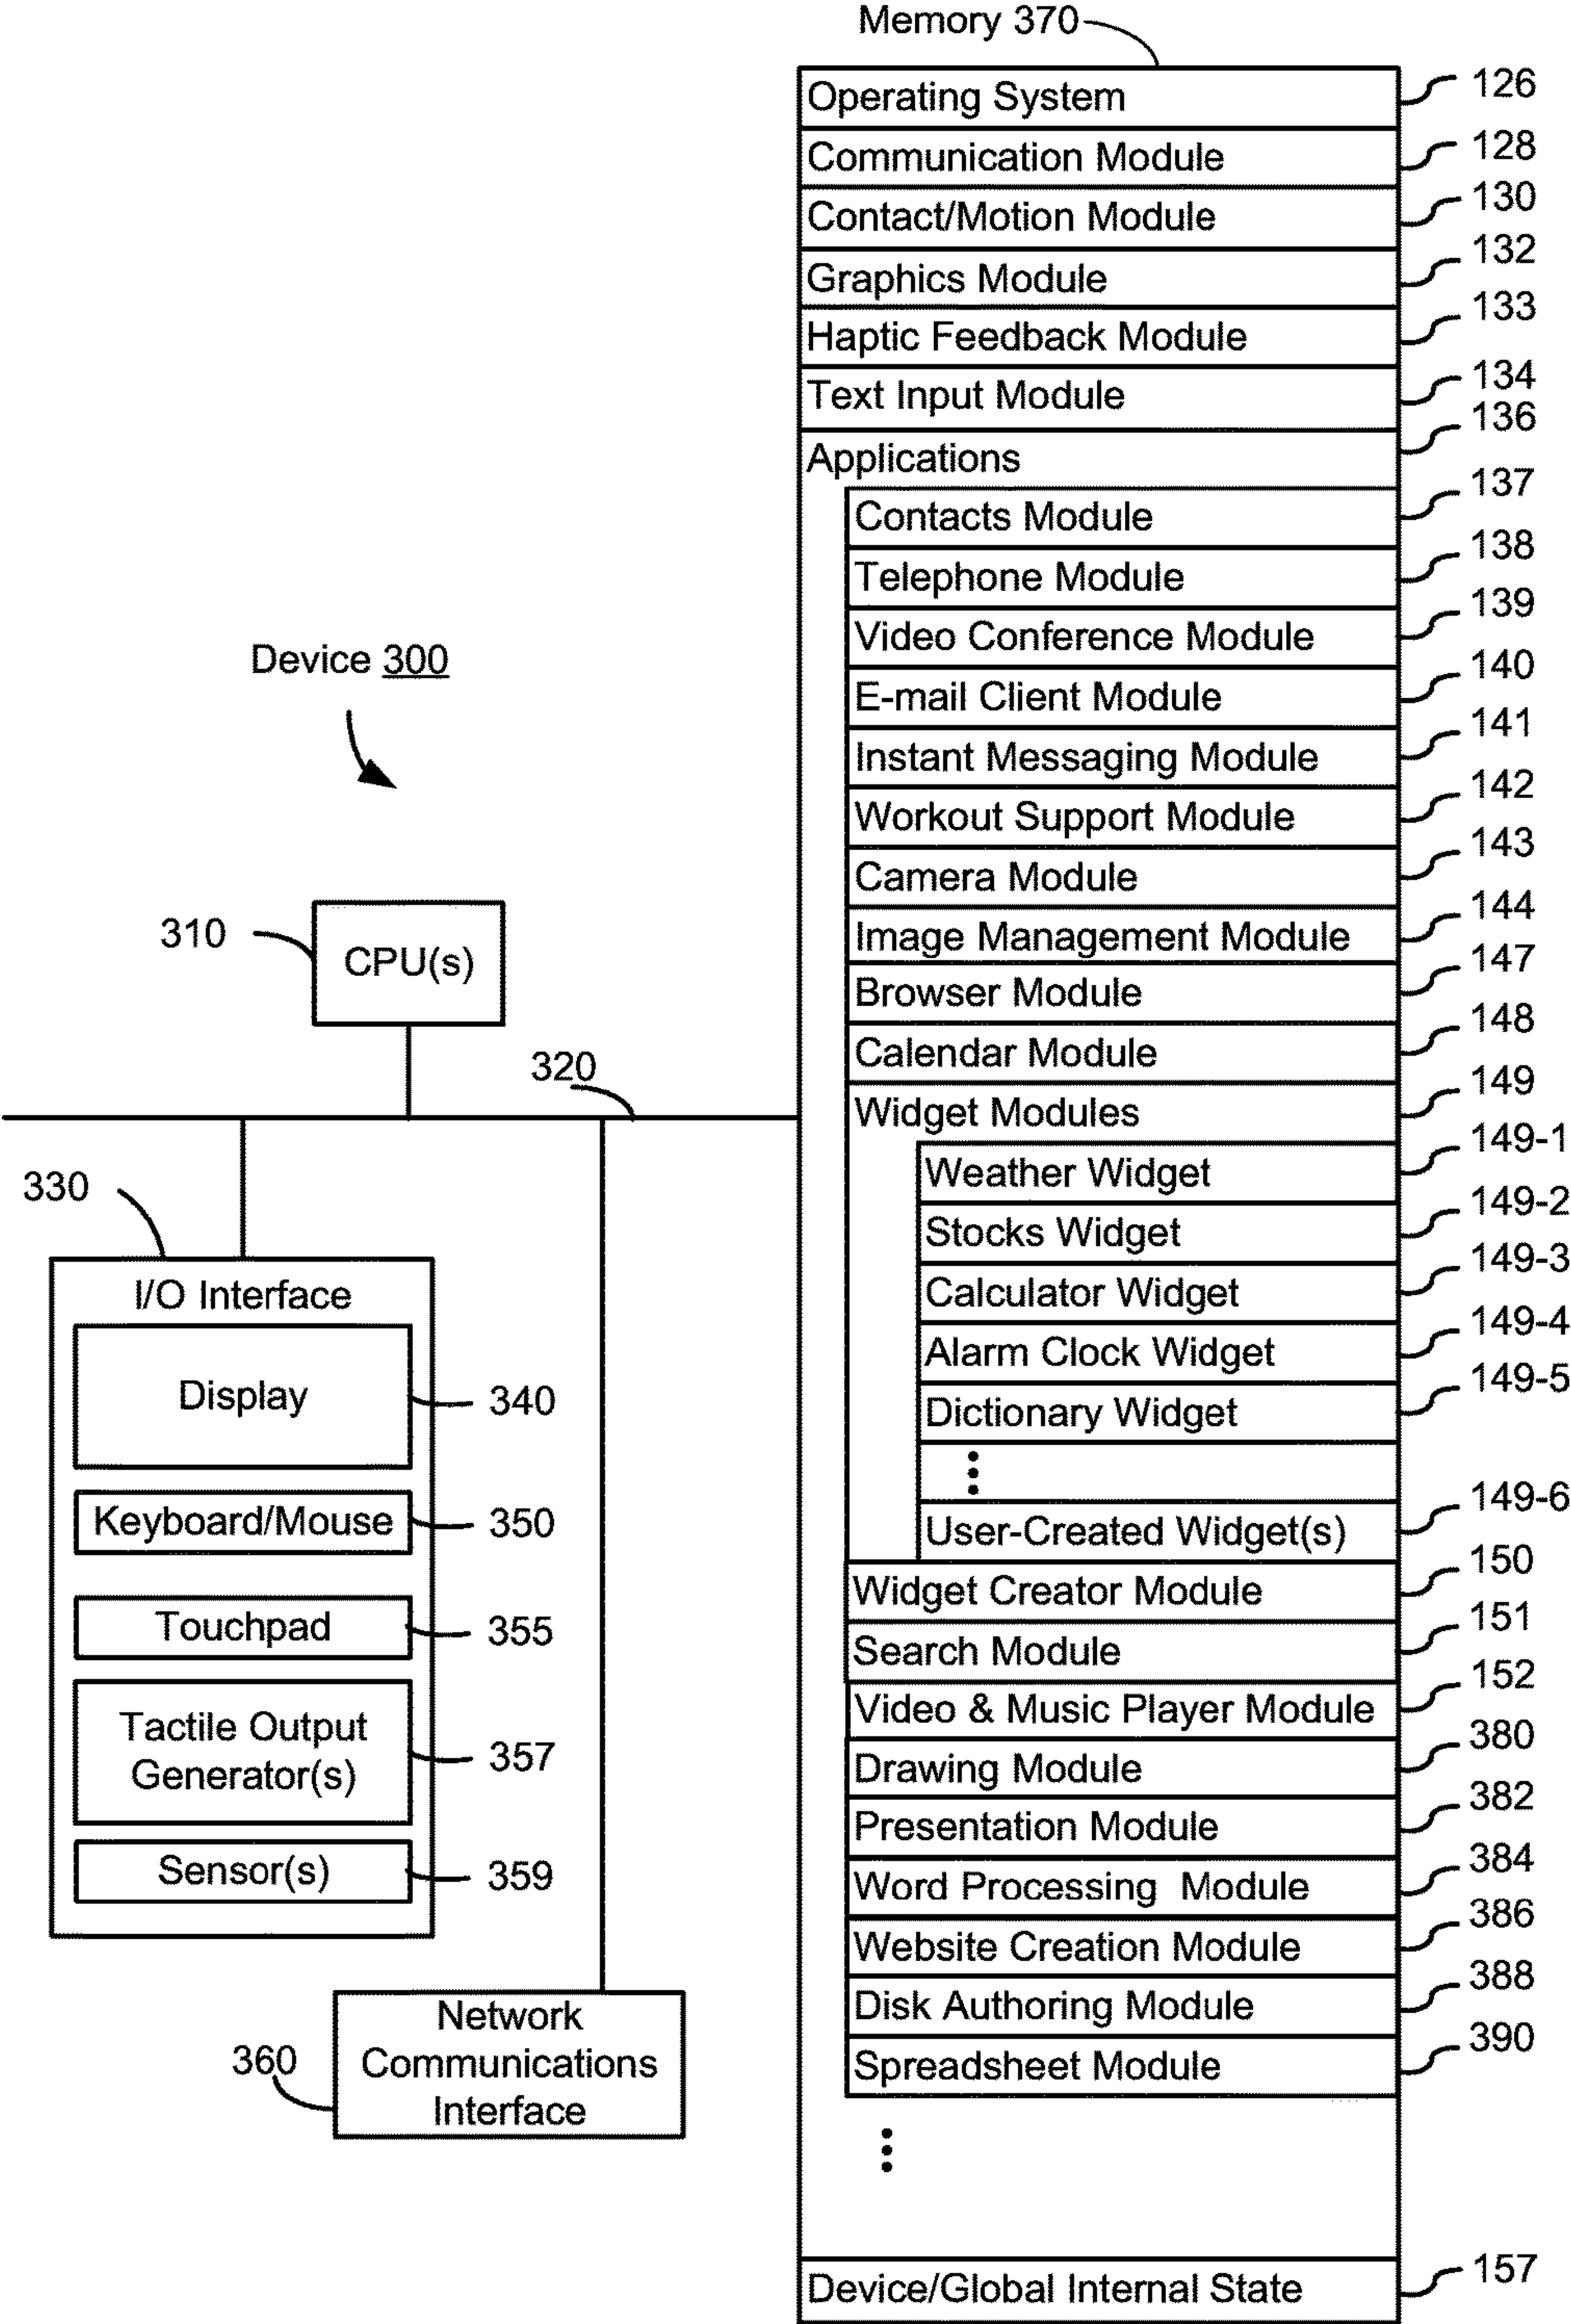 Memory 370
Operating System 126
Communication Module 128
Contact/Motion Module 130
Graphics Module 132
Haptic Feedback Module 133
Text Input Module 134
Applications 136
Contacts Module 137
Telephone Module 138
Video Conference Module 139
E-mail Client Module 140
Instant Messaging Module 141
Workout Support Module 142
Camera Module 143
Image Management Module 144
Browser Module 147
Calendar Module 148
Widget Modules 149
Weather Widget 149-1
Stocks Widget 149-2
Calculator Widget 149-3
Alarm Clock Widget 149-4
Dictionary Widget 149-5
User-Created Widget(s) 149-6
Widget Creator Module 150
Search Module 151
Video & Music Player Module 152
Drawing Module 380
Presentation Module 382
Word Processing Module 384
Website Creation Module 386
Disk Authoring Module 388
Spreadsheet Module 390
Device/Global Internal State 157
Device 300
310
CPU(s)
320
330
I/O Interface
Display 340
Keyboard/Mouse 350
Touchpad 355
Tactile Output
Generator(s) 357
Sensor(s) 359
Network
360 Communications
Interface